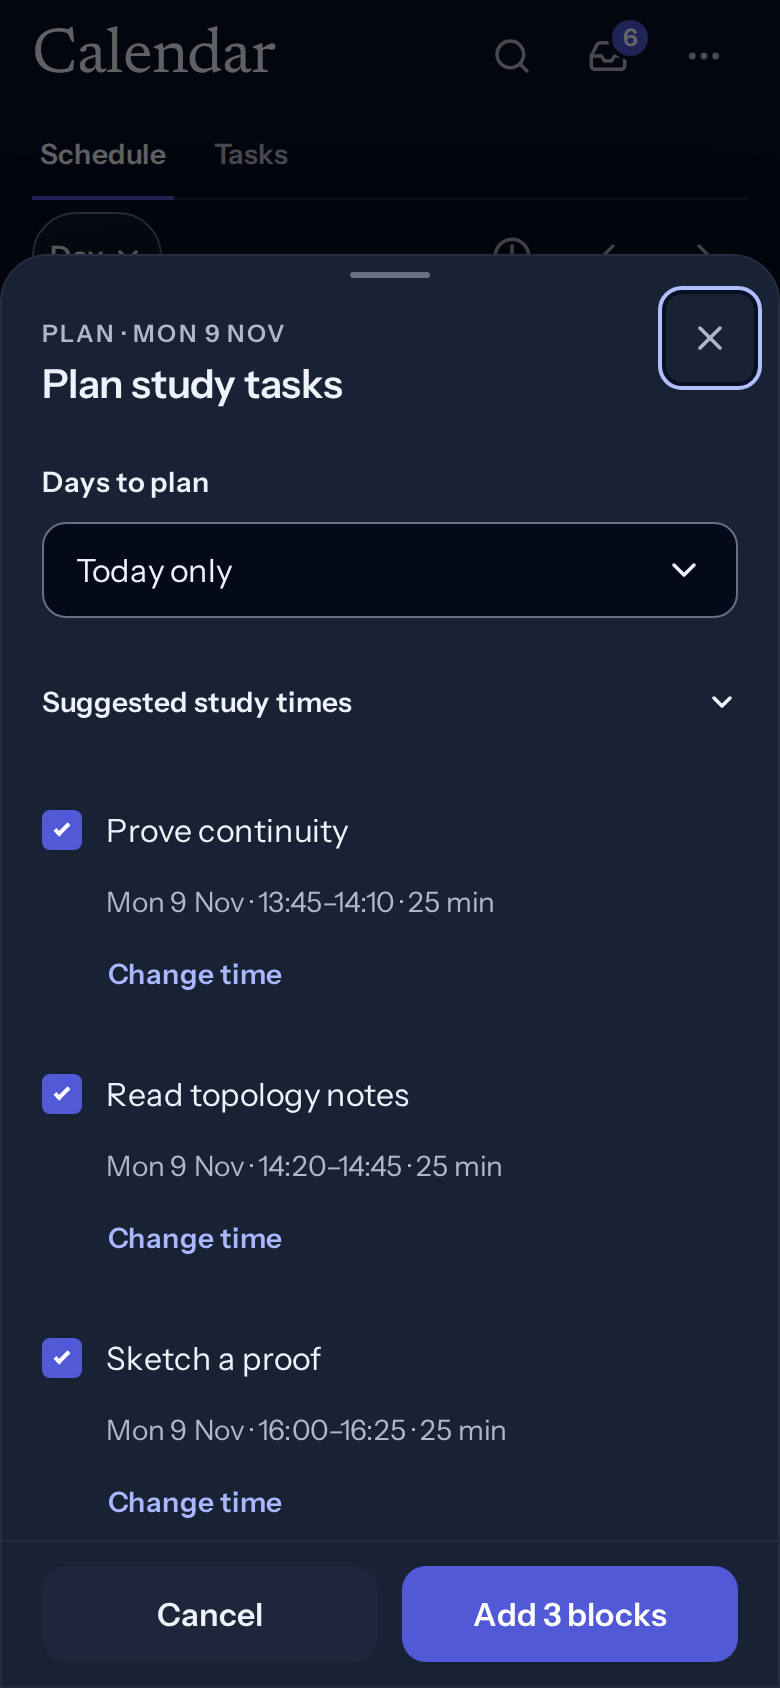 Calendar
6
Schedule Tasks
Day
PLAN · MON 9 NOV
Plan study tasks
Days to plan
Today only
Suggested study times
Prove continuity
Mon 9 Nov · 13:45–14:10 · 25 min
Change time
Read topology notes
Mon 9 Nov · 14:20–14:45 · 25 min
Change time
Sketch a proof
Mon 9 Nov · 16:00–16:25 · 25 min
Change time
Cancel
Add 3 blocks